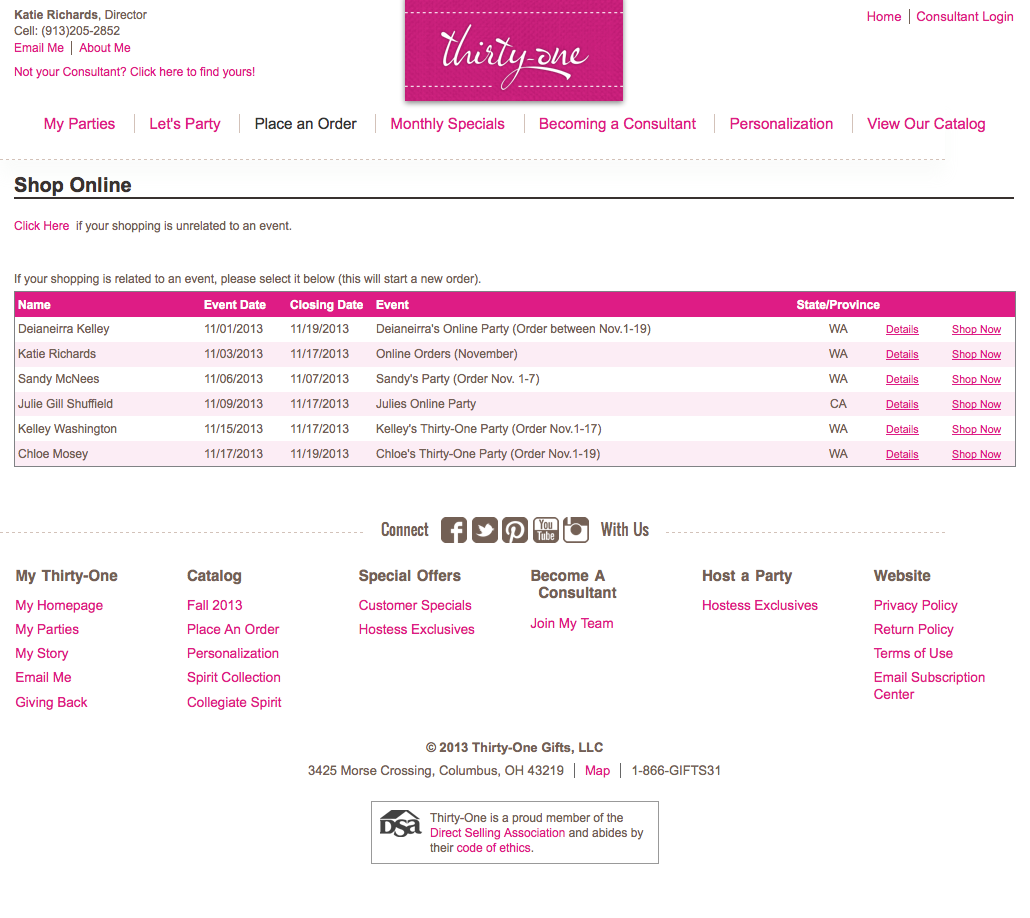 Katie Richards, Director
Cell: (913)205-2852
Email Me | About Me
Not your Consultant? Click here to find yours!
thirty-one
Home | Consultant Login
My Parties | Let's Party | Place an Order | Monthly Specials | Becoming a Consultant | Personalization | View Our Catalog
Shop Online
Click Here if your shopping is unrelated to an event.
If your shopping is related to an event, please select it below (this will start a new order).
Name Event Date Closing Date Event State/Province
Deianeirra Kelley 11/01/2013 11/19/2013 Deianeirra's Online Party (Order between Nov.1-19) WA Details Shop Now
Katie Richards 11/03/2013 11/17/2013 Online Orders (November) WA Details Shop Now
Sandy McNees 11/06/2013 11/07/2013 Sandy's Party (Order Nov. 1-7) WA Details Shop Now
Julie Gill Shuffield 11/09/2013 11/17/2013 Julies Online Party CA Details Shop Now
Kelley Washington 11/15/2013 11/17/2013 Kelley's Thirty-One Party (Order Nov.1-17) WA Details Shop Now
Chloe Mosey 11/17/2013 11/19/2013 Chloe's Thirty-One Party (Order Nov.1-19) WA Details Shop Now
Connect You Tube With Us
My Thirty-One
My Homepage
My Parties
My Story
Email Me
Giving Back
Catalog
Fall 2013
Place An Order
Personalization
Spirit Collection
Collegiate Spirit
Special Offers
Customer Specials
Hostess Exclusives
Become A
Consultant
Join My Team
Host a Party
Hostess Exclusives
Website
Privacy Policy
Return Policy
Terms of Use
Email Subscription
Center
© 2013 Thirty-One Gifts, LLC
3425 Morse Crossing, Columbus, OH 43219 | Map | 1-866-GIFTS31
DSA
Thirty-One is a proud member of the
Direct Selling Association and abides by
their code of ethics.